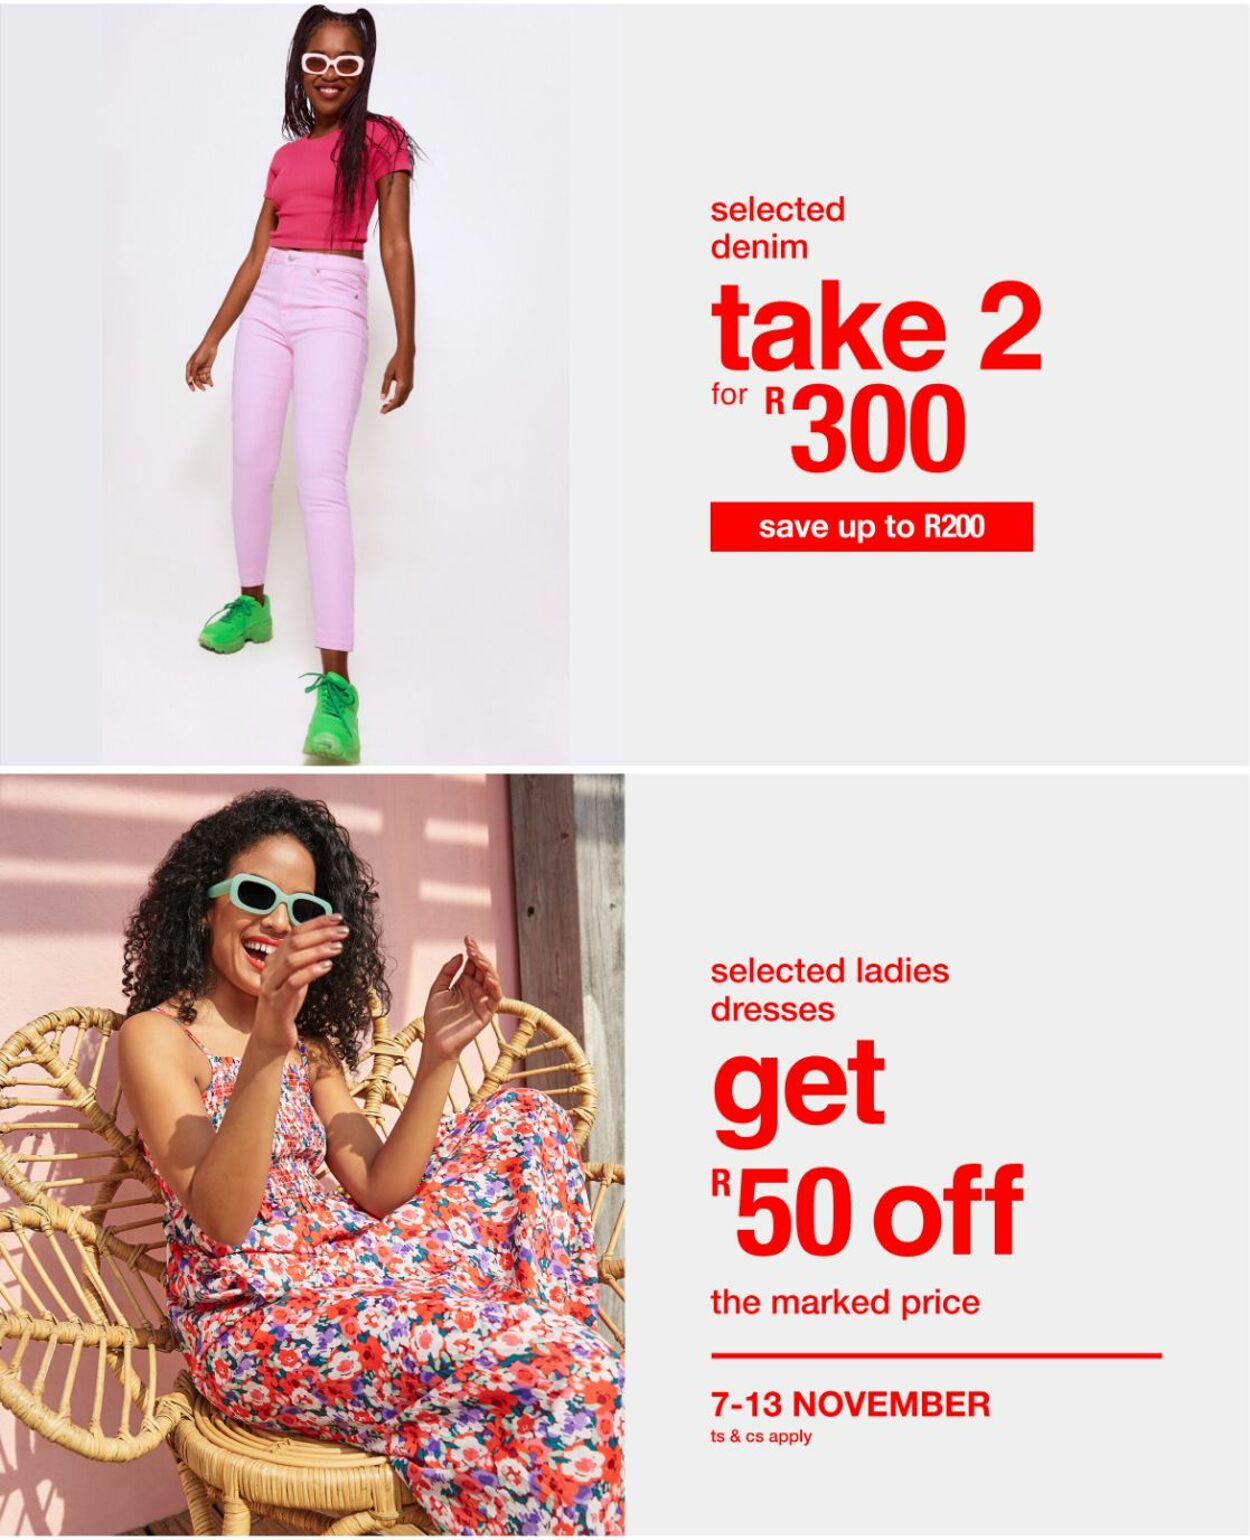 selected
denim
take 2
for R300
save up to R200
selected ladies
dresses
get
R50 off
the marked price
7-13 NOVEMBER
ts & cs apply